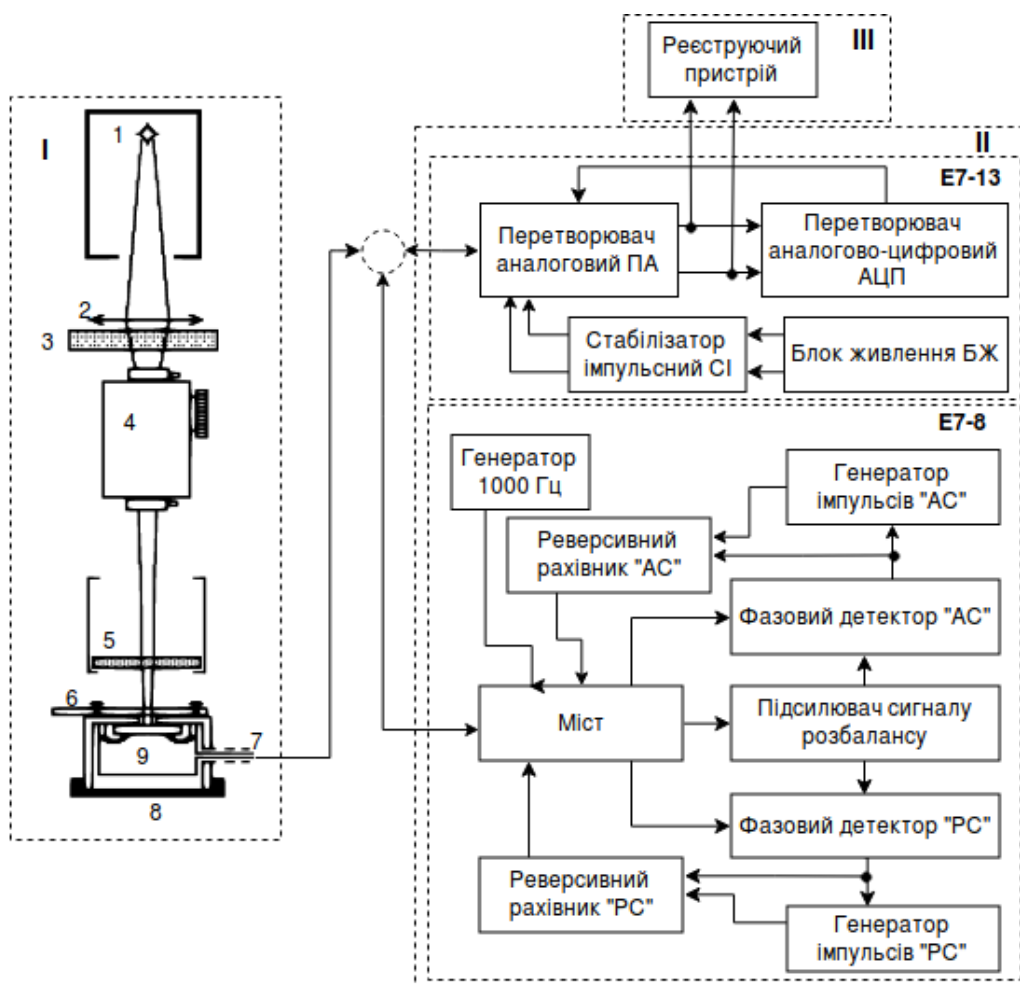 Реєструючий
пристрій
III
I
1
2
3
4
5
6
7
8
9
II
E7-13
Перетворювач
аналоговий ПА
Перетворювач
аналогово-цифровий
АЦП
Стабілізатор
імпульсний СІ
Блок живлення БЖ
E7-8
Генератор
1000 Гц
Генератор
імпульсів "АС"
Реверсивний
рахівник "АС"
Фазовий детектор "АС"
Міст
Підсилювач сигналу
розбалансу
Фазовий детектор "РС"
Реверсивний
рахівник "РС"
Генератор
імпульсів "РС"